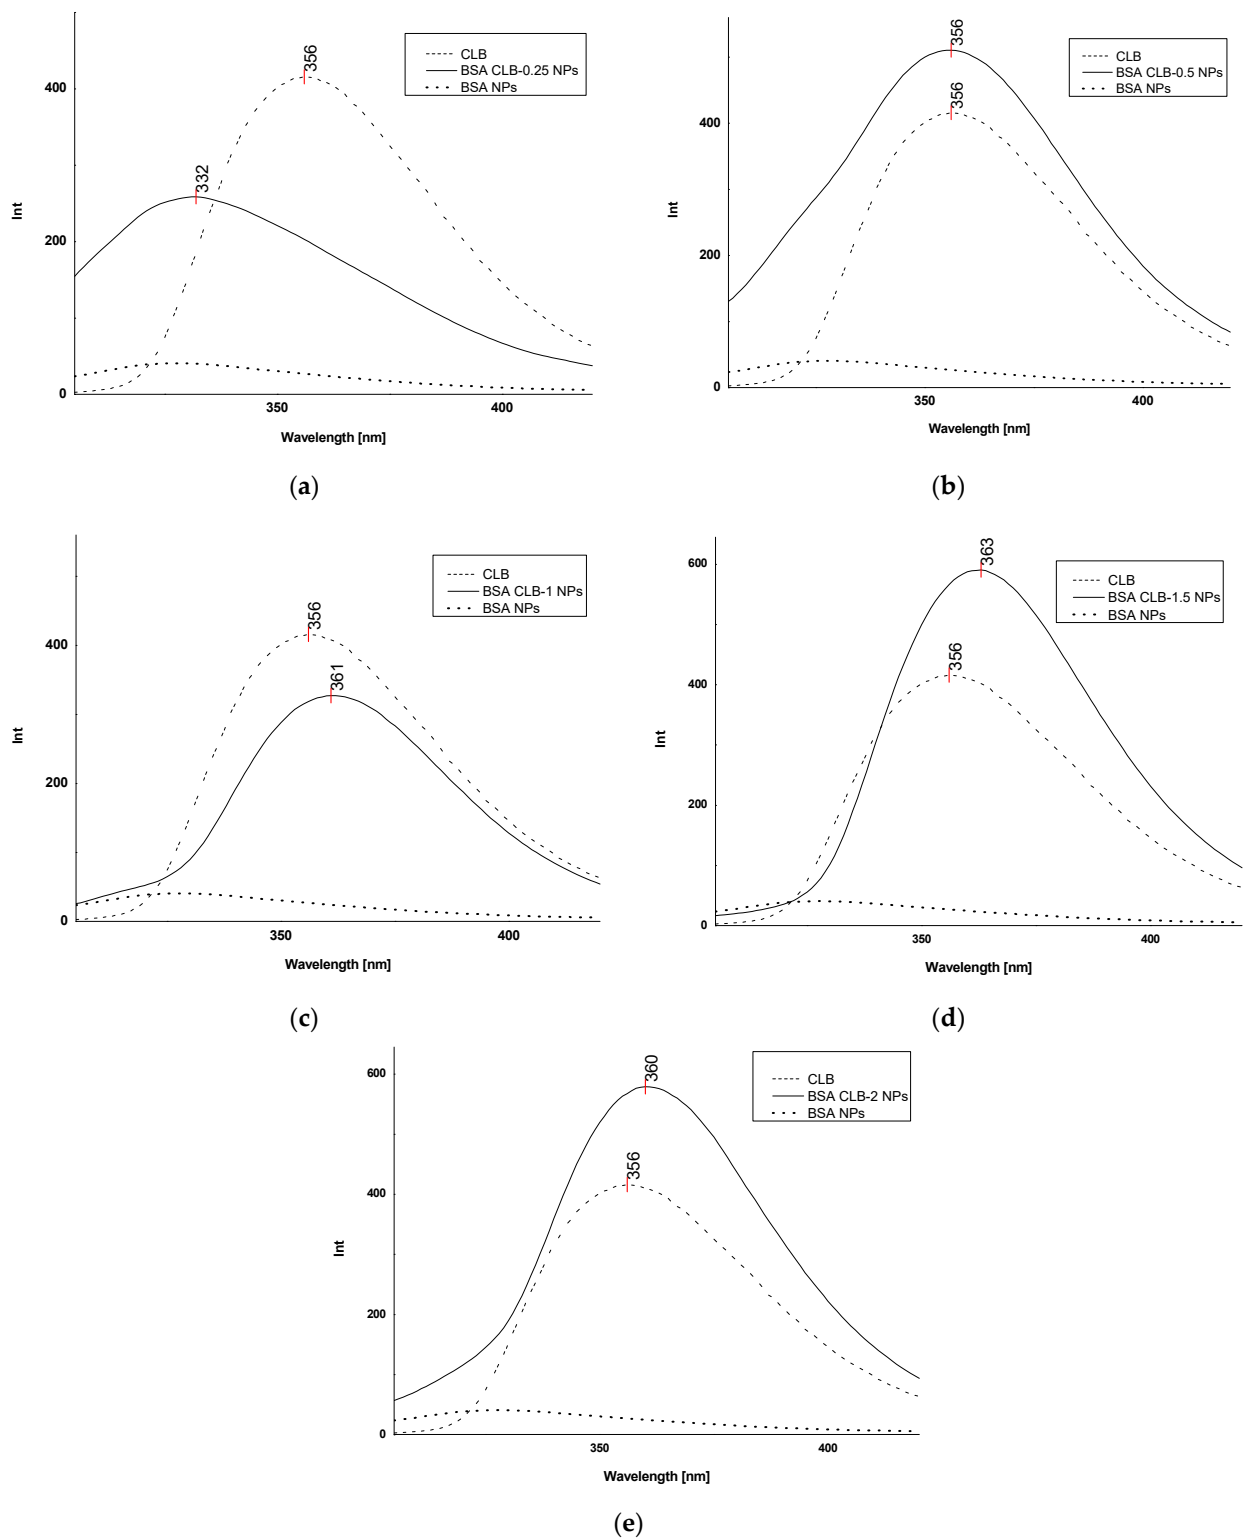 356
CLB
BSA CLB-0.25 NPs
BSA NPs
400
332
Int
200
0
350
400
Wavelength [nm]
(a)
356
CLB
BSA CLB-0.5 NPs
BSA NPs
356
400
Int
200
0
350
400
Wavelength [nm]
(b)
CLB
BSA CLB-1 NPs
BSA NPs
356
400
361
Int
200
0
350
400
Wavelength [nm]
(c)
600
363
CLB
BSA CLB-1.5 NPs
BSA NPs
356
400
Int
200
0
350
400
Wavelength [nm]
(d)
600
360
CLB
BSA CLB-2 NPs
BSA NPs
356
400
Int
200
0
350
400
Wavelength [nm]
(e)